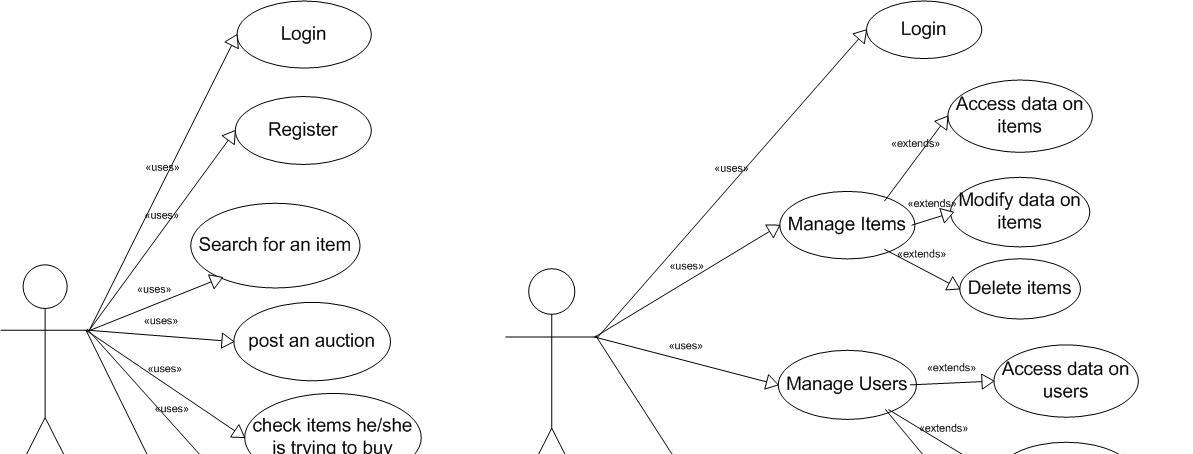 Login
Register
«uses»
«uses»
Search for an item
«uses»
«uses»
post an auction
«uses»
«uses»
check items he/she
is trying to buy
Login
«uses»
Access data on
items
«extends»
Manage Items
«extends»
Modify data on
items
«extends»
Delete items
«uses»
«uses»
Manage Users
«extends»
Access data on
users
«extends»